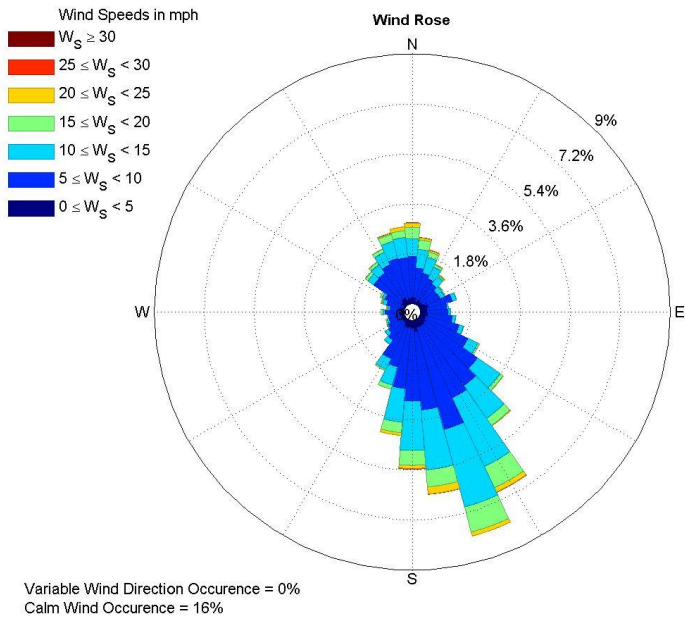 Wind Speeds in mph
W_S ≥ 30
25 ≤ W_S < 30
20 ≤ W_S < 25
15 ≤ W_S < 20
10 ≤ W_S < 15
5 ≤ W_S < 10
0 ≤ W_S < 5
Wind Rose
N
9%
7.2%
5.4%
3.6%
1.8%
W
0%
E
S
Variable Wind Direction Occurence = 0%
Calm Wind Occurence = 16%